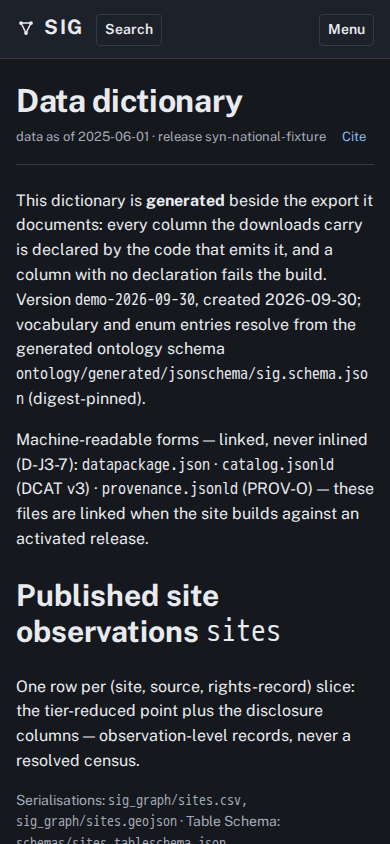 SIG Search Menu
Data dictionary
data as of 2025-06-01 · release syn-national-fixture Cite
This dictionary is generated beside the export it
documents: every column the downloads carry
is declared by the code that emits it, and a
column with no declaration fails the build.
Version demo-2026-09-30, created 2026-09-30;
vocabulary and enum entries resolve from the
generated ontology schema
ontology/generated/jsonschema/sig.schema.jso
n (digest-pinned).
Machine-readable forms — linked, never inlined
(D-J3-7): datapackage.json · catalog.jsonld
(DCAT v3) · provenance.jsonld (PROV-O) — these
files are linked when the site builds against an
activated release.
Published site
observations sites
One row per (site, source, rights-record) slice:
the tier-reduced point plus the disclosure
columns — observation-level records, never a
resolved census.
Serialisations: sig_graph/sites.csv,
sig_graph/sites.geojson · Table Schema:
schemas/sites.tableschema.json